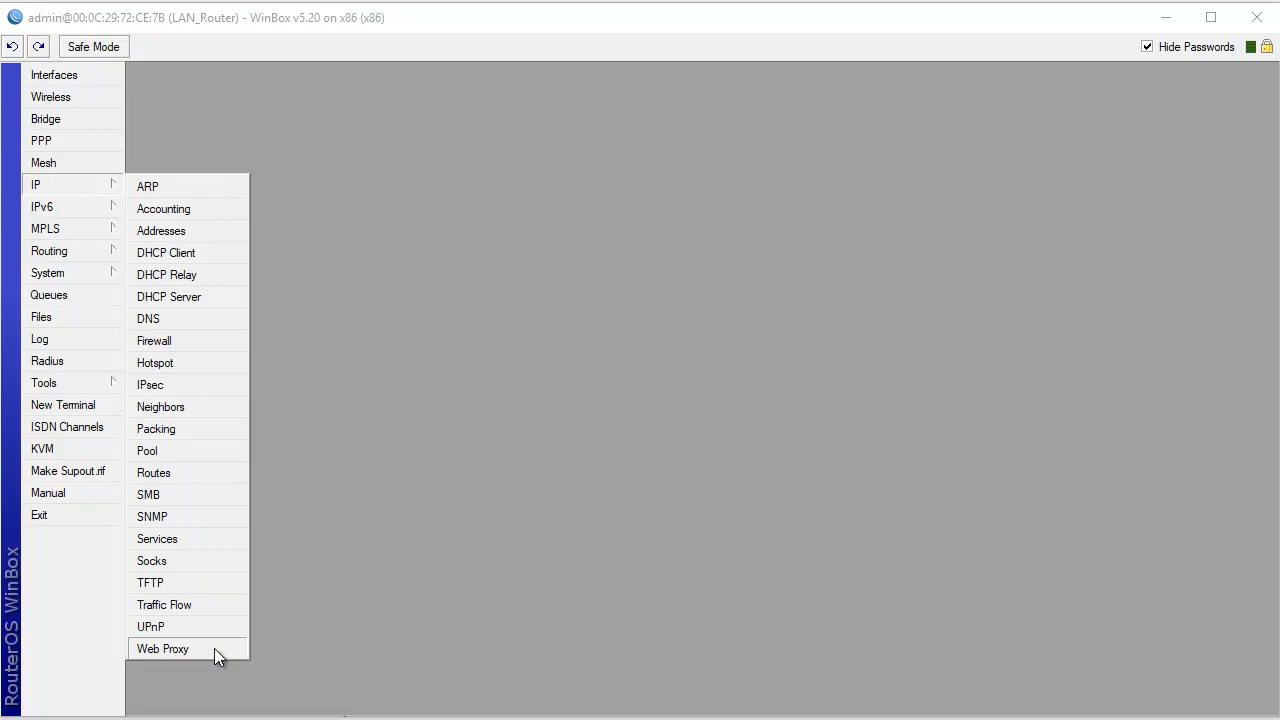 admin@00:0C:29:72:CE:7B (LAN_Router) - WinBox v5.20 on x86 (x86)
Safe Mode
Hide Passwords
Interfaces
Wireless
Bridge
PPP
Mesh
IP
IPv6
MPLS
Routing
System
Queues
Files
Log
Radius
Tools
New Terminal
ISDN Channels
KVM
Make Supout.rif
Manual
Exit
ARP
Accounting
Addresses
DHCP Client
DHCP Relay
DHCP Server
DNS
Firewall
Hotspot
IPsec
Neighbors
Packing
Pool
Routes
SMB
SNMP
Services
Socks
TFTP
Traffic Flow
UPnP
Web Proxy
RouterOS WinBox